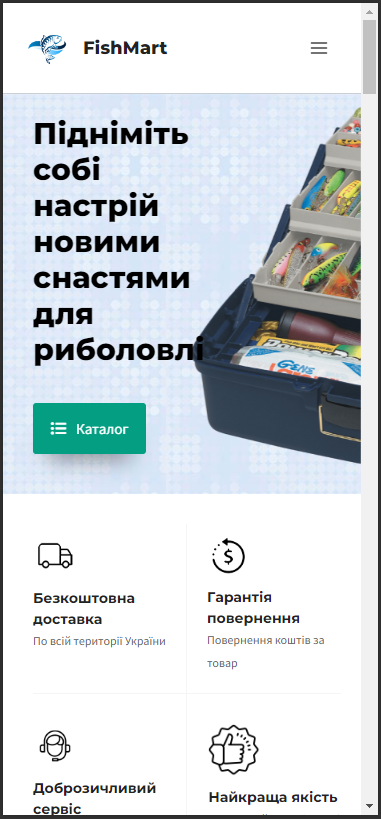 FishMart
Підніміть
собі
настрій
новими
снастями
для
риболовлі
GENE
Каталог
Безкоштовна
доставка
По всій території України
Гарантія
повернення
Повернення коштів за
товар
Доброзичливий
сервіс
Найкраща якість